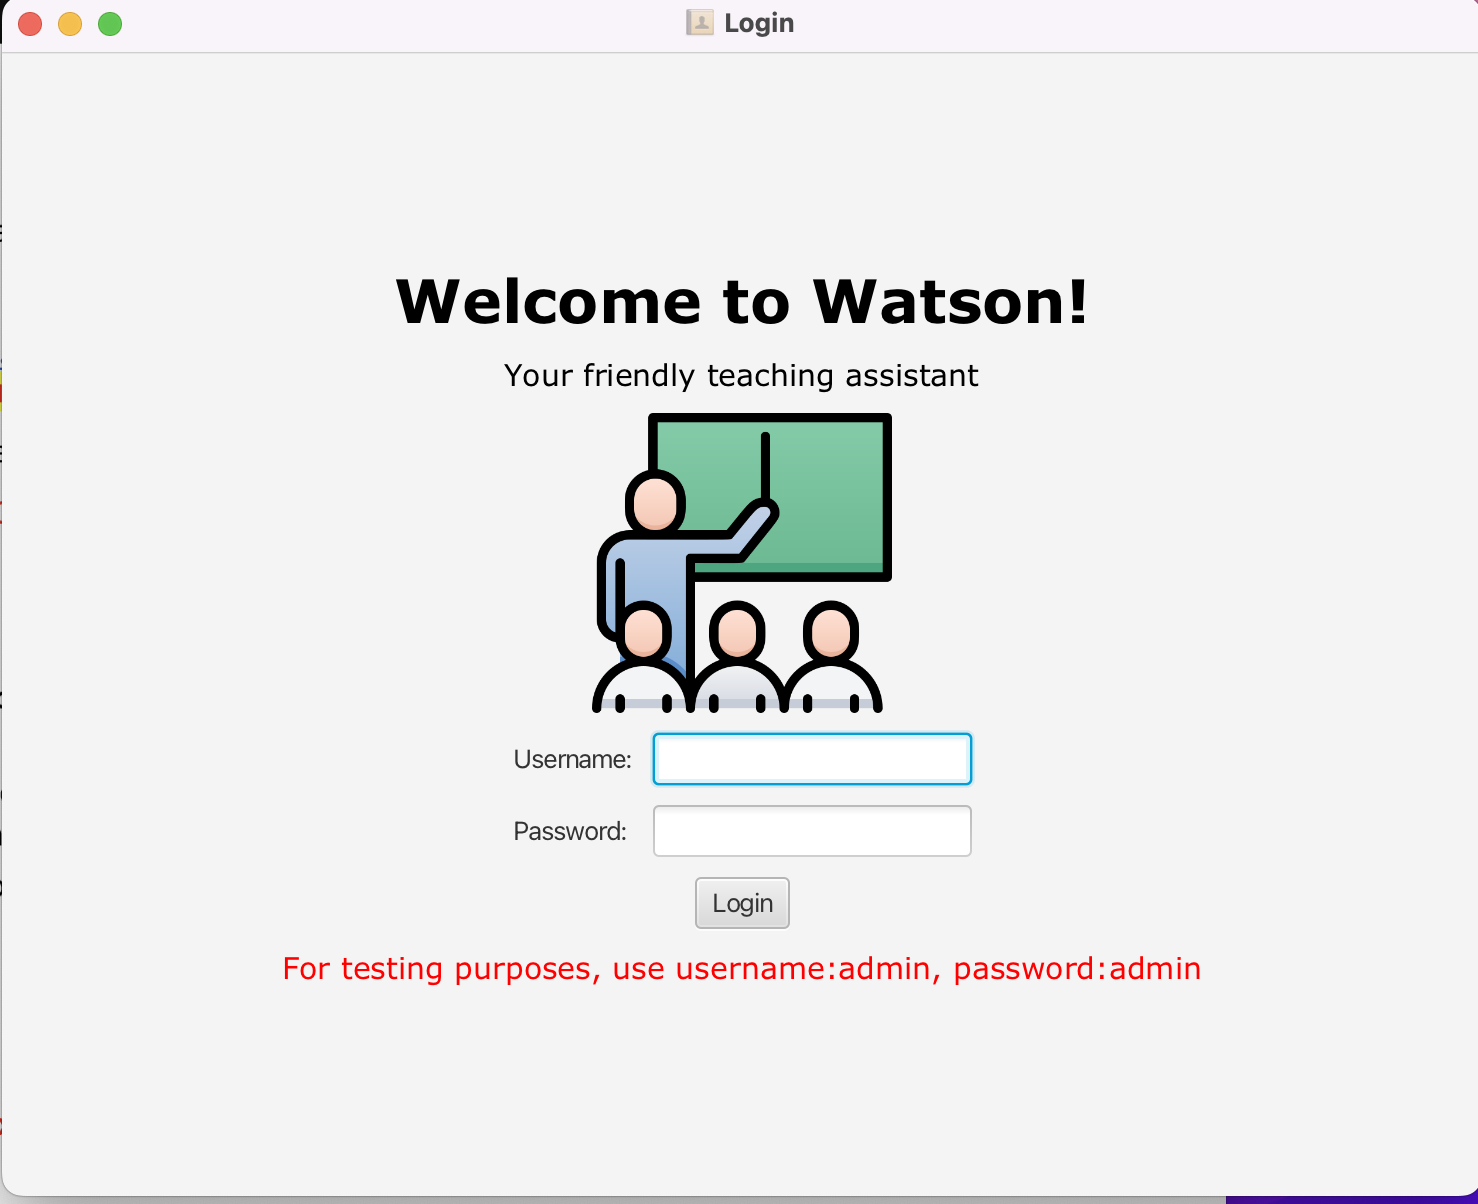 Login
Welcome to Watson!
Your friendly teaching assistant
Username:
Password:
Login
For testing purposes, use username:admin, password:admin